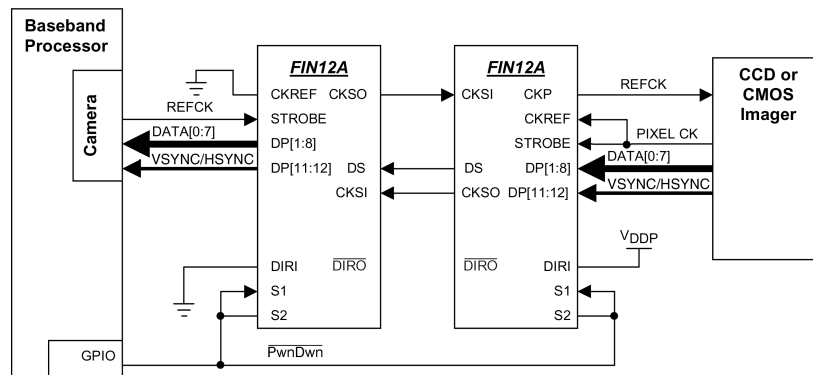 Baseband
Processor
Camera
GPIO
REFCK
DATA[0:7]
VSYNC/HSYNC
FIN12A
CKREF CKSO
STROBE
DP[1:8]
DP[11:12] DS
CKSI
DIRI DIRO
S1
S2
PwnDwn
FIN12A
CKSI CKP
CKREF
STROBE
DS DP[1:8]
CKSO DP[11:12]
DIRO DIRI
S1
S2
REFCK
PIXEL CK
DATA[0:7]
VSYNC/HSYNC
VDDP
CCD or
CMOS
Imager